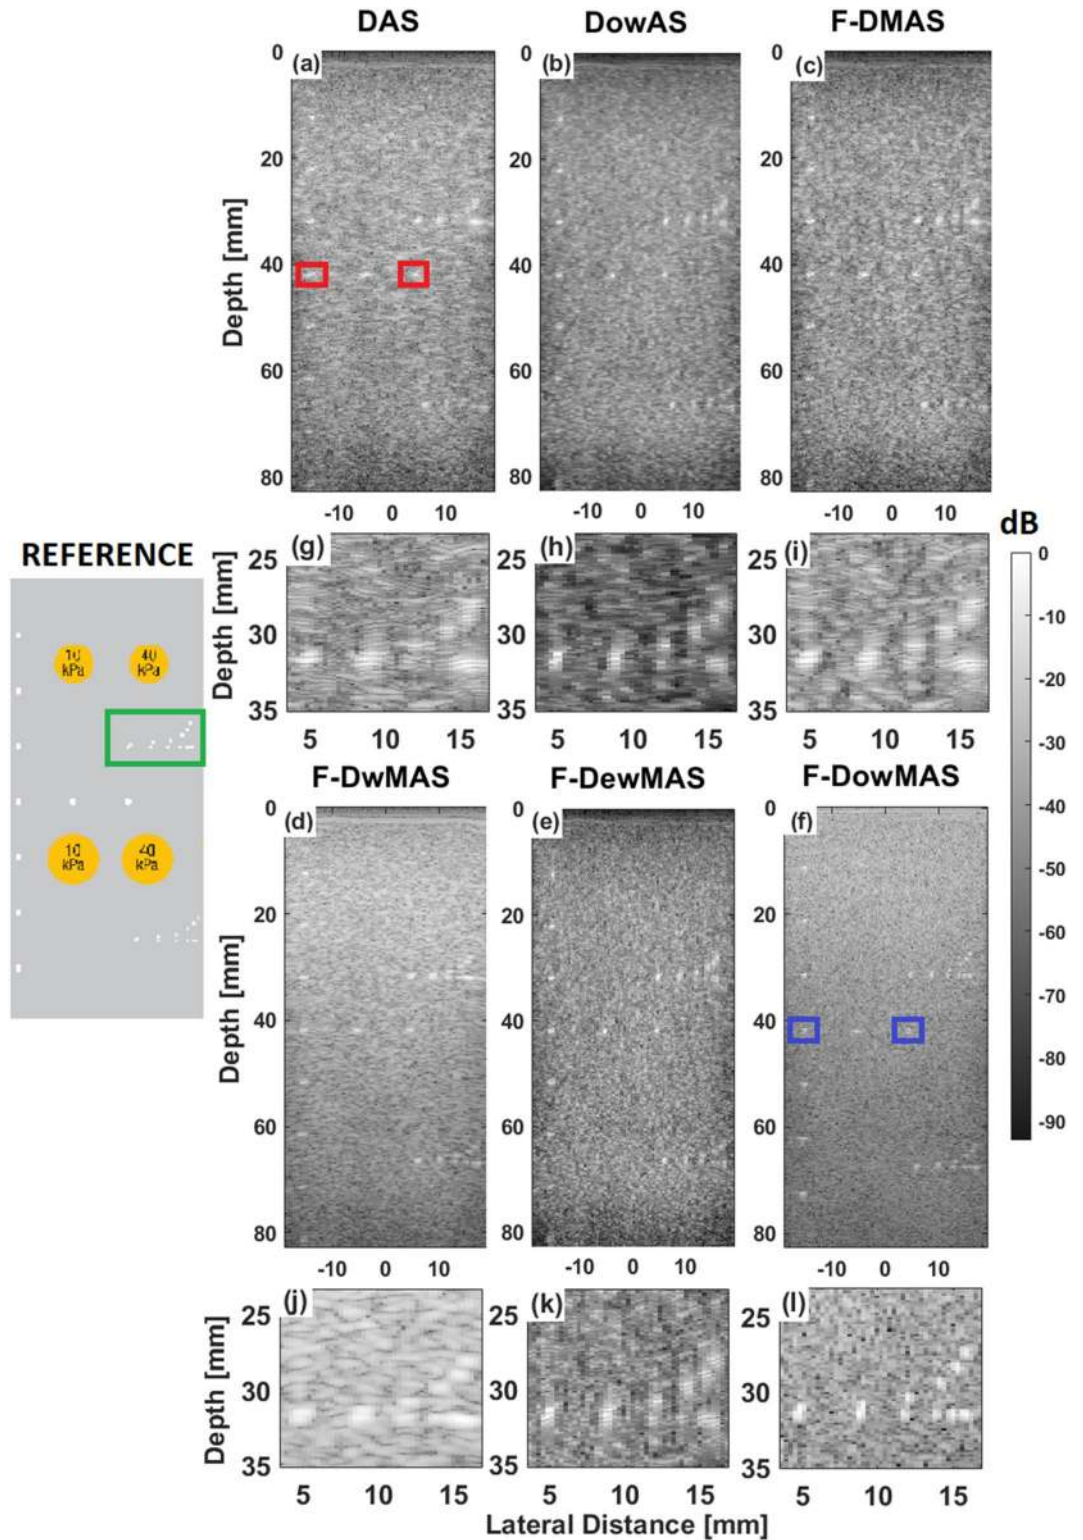 DAS DowAS F-DMAS
(a) (b) (c)
0 0 0
20 20 20
Depth [mm]
40 40 40
60 60 60
80 80 80
-10 0 10 -10 0 10 -10 0 10
dB
0
-10
-20
-30
-40
-50
-60
-70
-80
-90
REFERENCE
10 kPa
40 kPa
10 kPa
40 kPa
(g) (h) (i)
25 25 25
Depth [mm]
30 30 30
35 35 35
5 10 15 5 10 15 5 10 15
F-DwMAS F-DewMAS F-DowMAS
(d) (e) (f)
0 0 0
20 20 20
Depth [mm]
40 40 40
60 60 60
80 80 80
-10 0 10 -10 0 10 -10 0 10
(j) (k) (l)
25 25 25
Depth [mm]
30 30 30
35 35 35
5 10 15 5 10 15 5 10 15
Lateral Distance [mm]